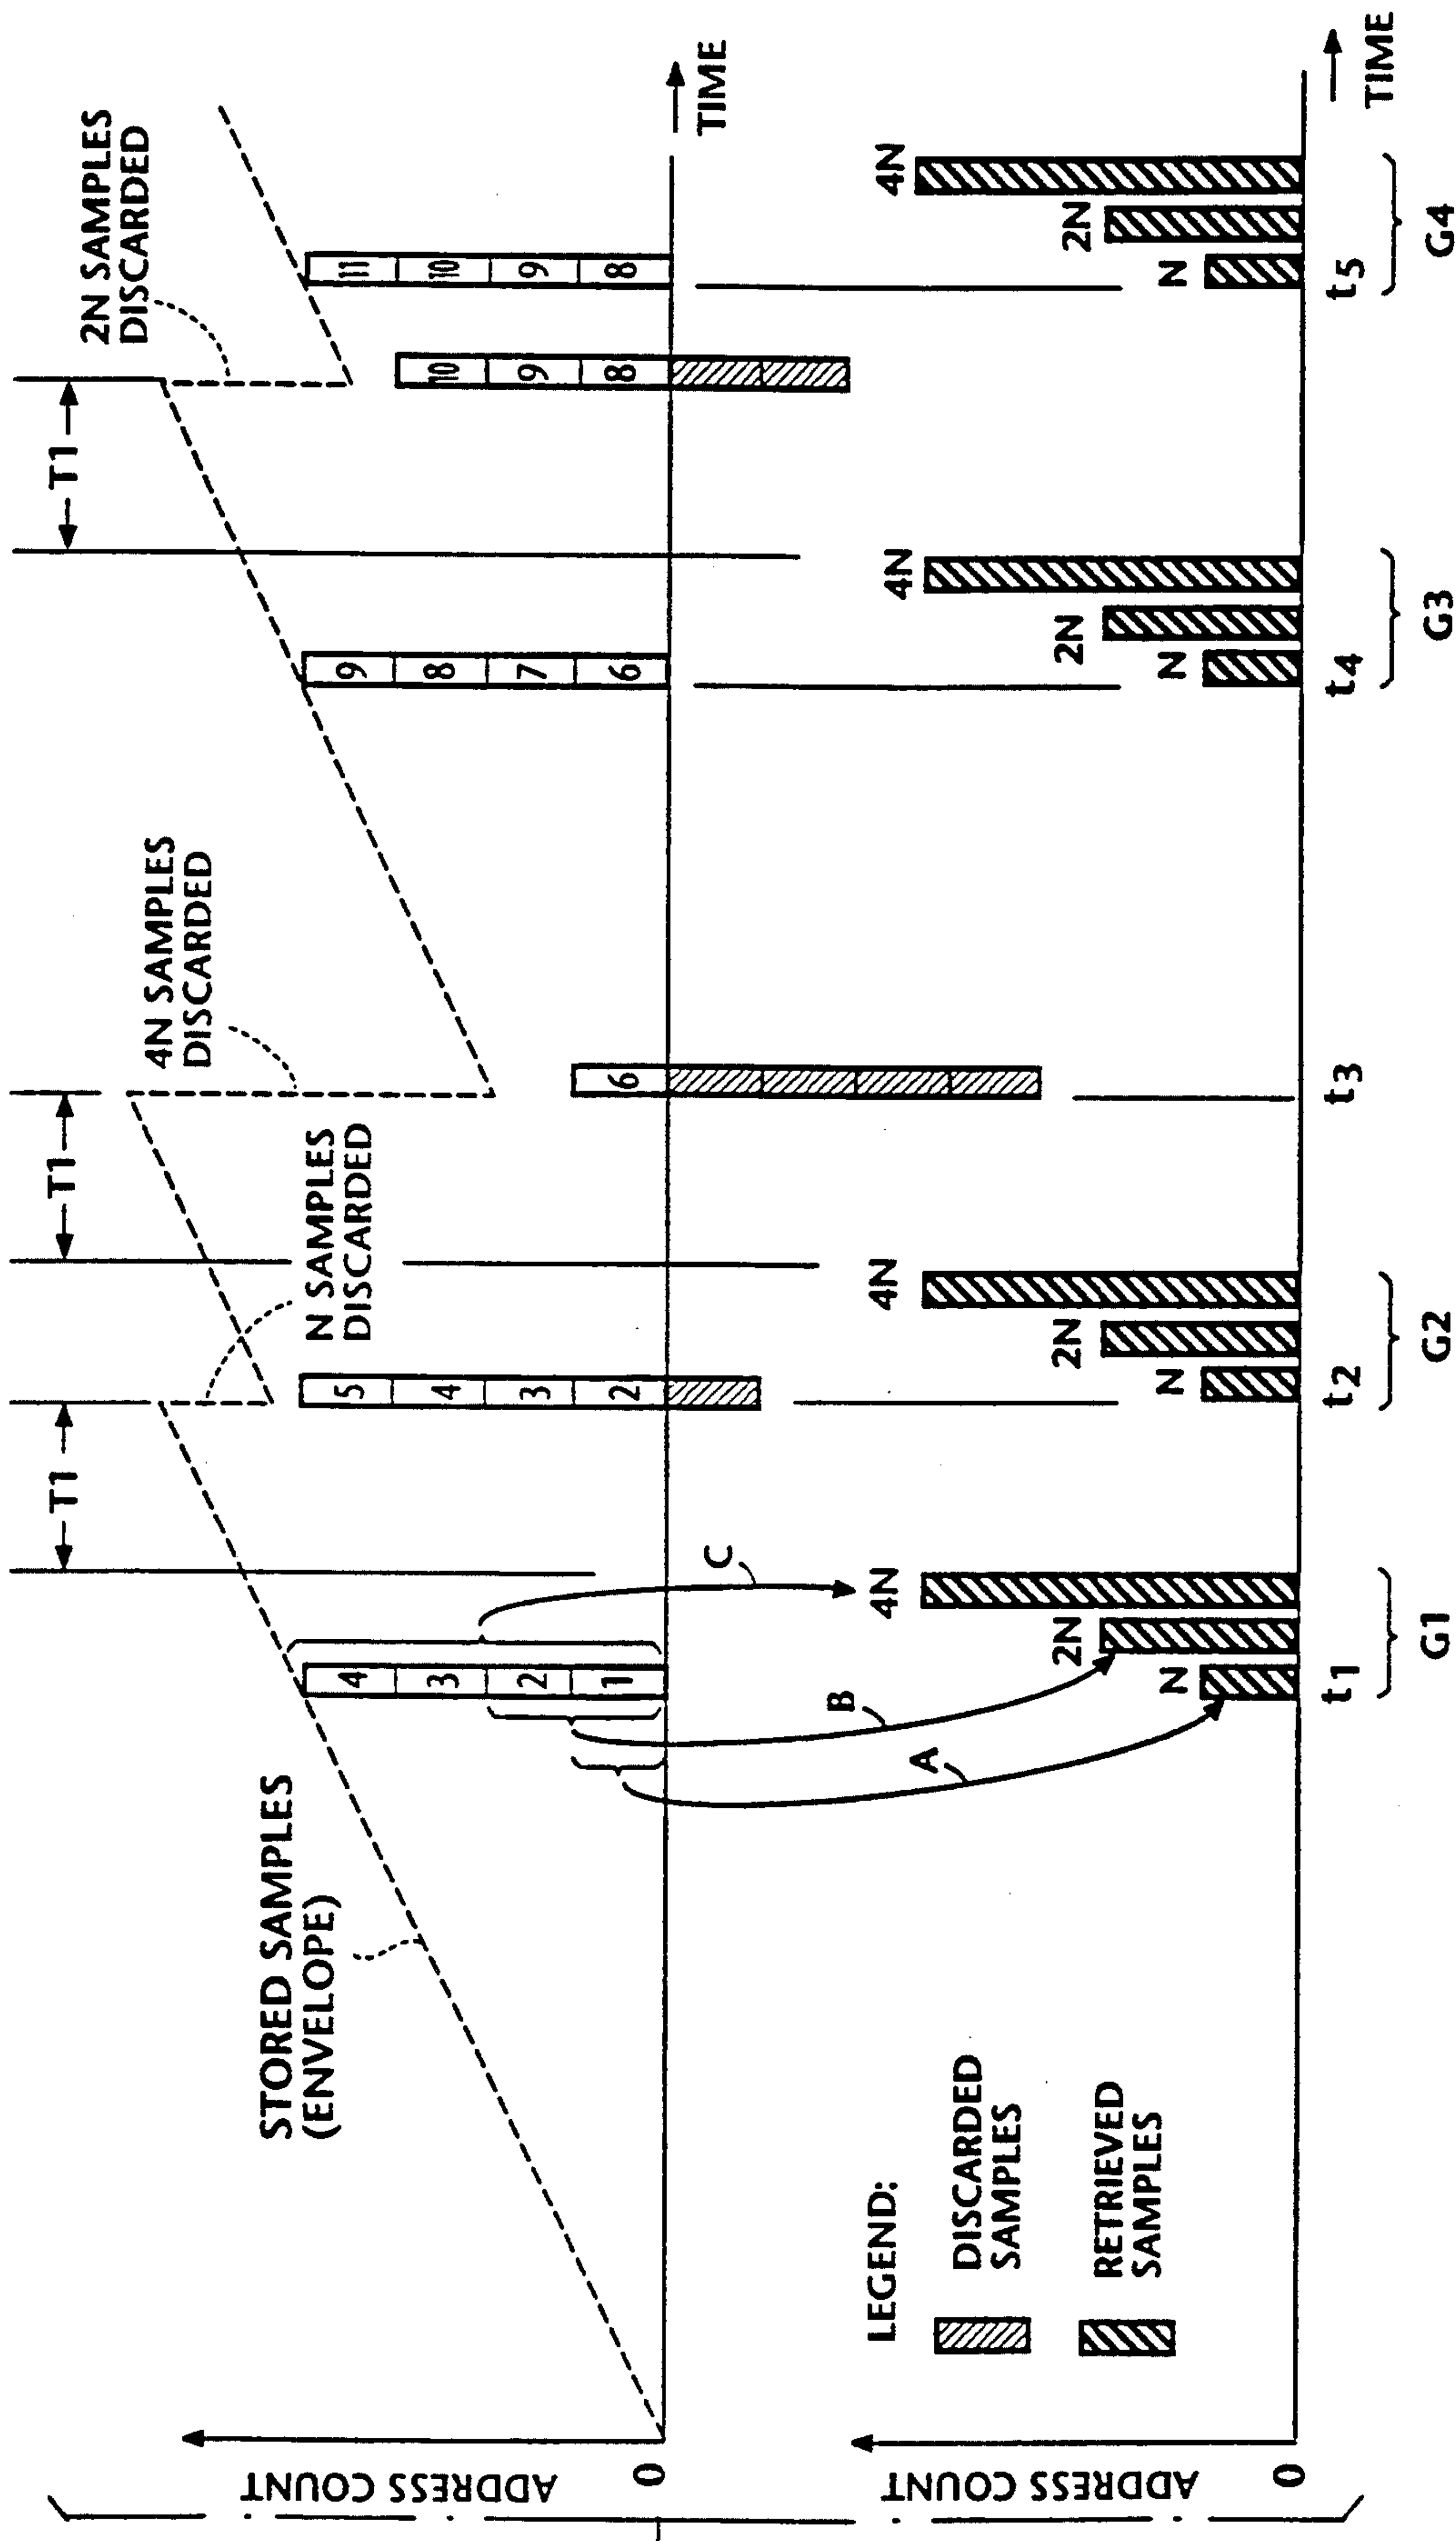 ADDRESS COUNT
0
STORED SAMPLES
(ENVELOPE)
T1
N SAMPLES
DISCARDED
T1
4N SAMPLES
DISCARDED
T1
2N SAMPLES
DISCARDED
4
3
2
1
5
4
3
2
6
9
8
7
6
10
9
8
11
10
9
8
TIME
A
B
C
ADDRESS COUNT
0
LEGEND:
DISCARDED
SAMPLES
RETRIEVED
SAMPLES
N
2N
4N
N
2N
4N
N
2N
4N
N
2N
4N
t1
t2
t3
t4
t5
TIME
G1
G2
G3
G4